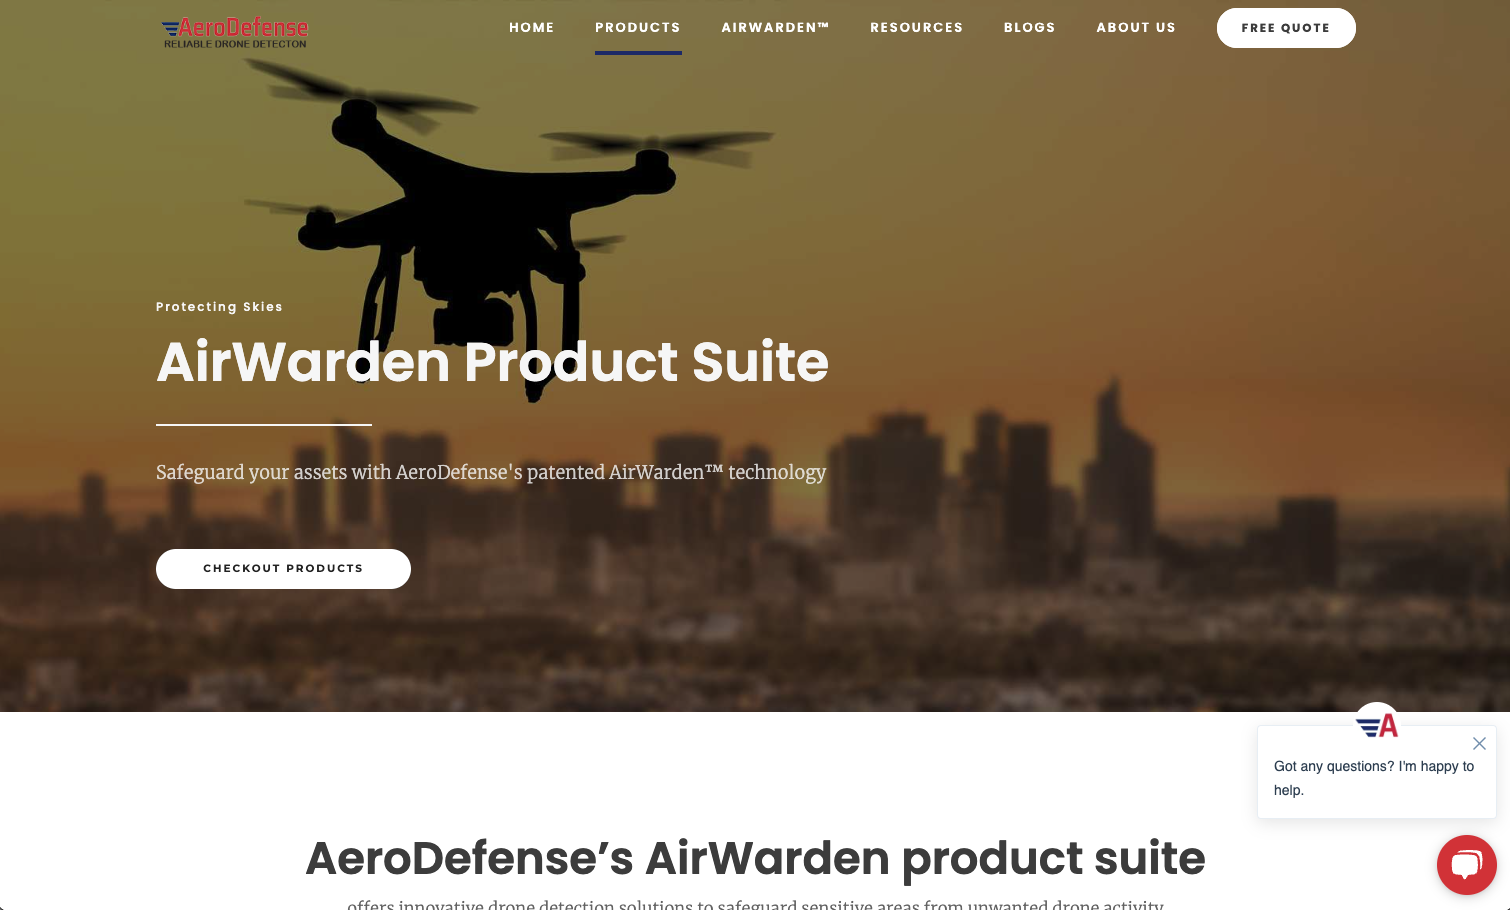 AeroDefense
RELIABLE DRONE DETECTON
HOME
PRODUCTS
AIRWARDEN™
RESOURCES
BLOGS
ABOUT US
FREE QUOTE
Protecting Skies
AirWarden Product Suite
Safeguard your assets with AeroDefense's patented AirWarden™ technology
CHECKOUT PRODUCTS
A
Got any questions? I'm happy to
help.
AeroDefense’s AirWarden product suite
offers innovative drone detection solutions to safeguard sensitive areas from unwanted drone activity